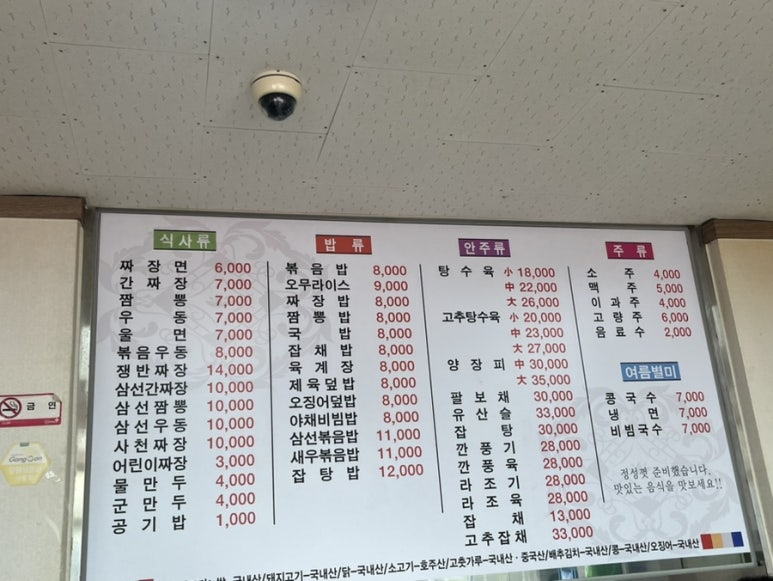 식사류
짜장면 6,000
간짜장 7,000
짬뽕 7,000
우동 7,000
울면 7,000
볶음우동 8,000
쟁반짜장 14,000
삼선간짜장 10,000
삼선짬뽕 10,000
삼선우동 10,000
사천짜장 10,000
어린이짜장 3,000
물만두 4,000
군만두 4,000
공기밥 1,000
밥류
볶음밥 8,000
오무라이스 9,000
짜장밥 8,000
짬뽕밥 8,000
국밥 8,000
잡채밥 8,000
육계장 8,000
제육덮밥 8,000
오징어덮밥 8,000
야채비빔밥 8,000
삼선볶음밥 11,000
새우볶음밥 11,000
잡탕밥 12,000
안주류
탕수육 小 18,000
中 22,000
大 26,000
고추탕수육 小 20,000
中 23,000
大 27,000
양장피 中 30,000
大 35,000
팔보채 30,000
유산슬 33,000
잡탕 30,000
깐풍기 28,000
깐풍육 28,000
라조기 28,000
라조육 28,000
잡채 13,000
고추잡채 33,000
주류
소주 4,000
맥주 5,000
이과주 4,000
고량주 6,000
음료수 2,000
여름별미
콩국수 7,000
냉면 7,000
비빔국수 7,000
정성껏 준비했습니다.
맛있는 음식을 맛보세요!!
국내산/돼지고기-국내산/닭-국내산/소고기-호주산/고춧가루-국내산·중국산/배추김치-국내산/콩-국내산/오징어-국내산
금연